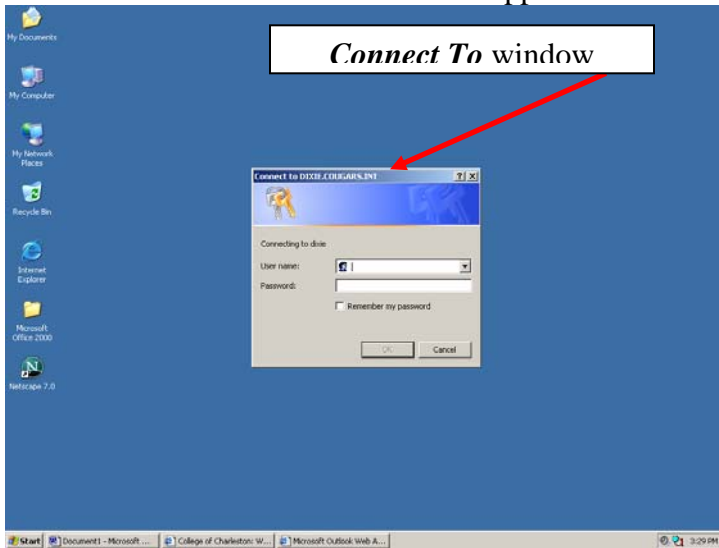 app
Connect To window
My Documents
My Computer
My Network
Places
Recycle Bin
Internet
Explorer
Microsoft
Office 2000
N
Netscape 7.0
Connect to DIXIE.COUGARS.INT
Connecting to dixie
User name:
Password:
Remember my password
OK
Cancel
Start
Document1 - Microsoft ...
College of Charleston: W...
Microsoft Outlook Web A...
3:29 PM